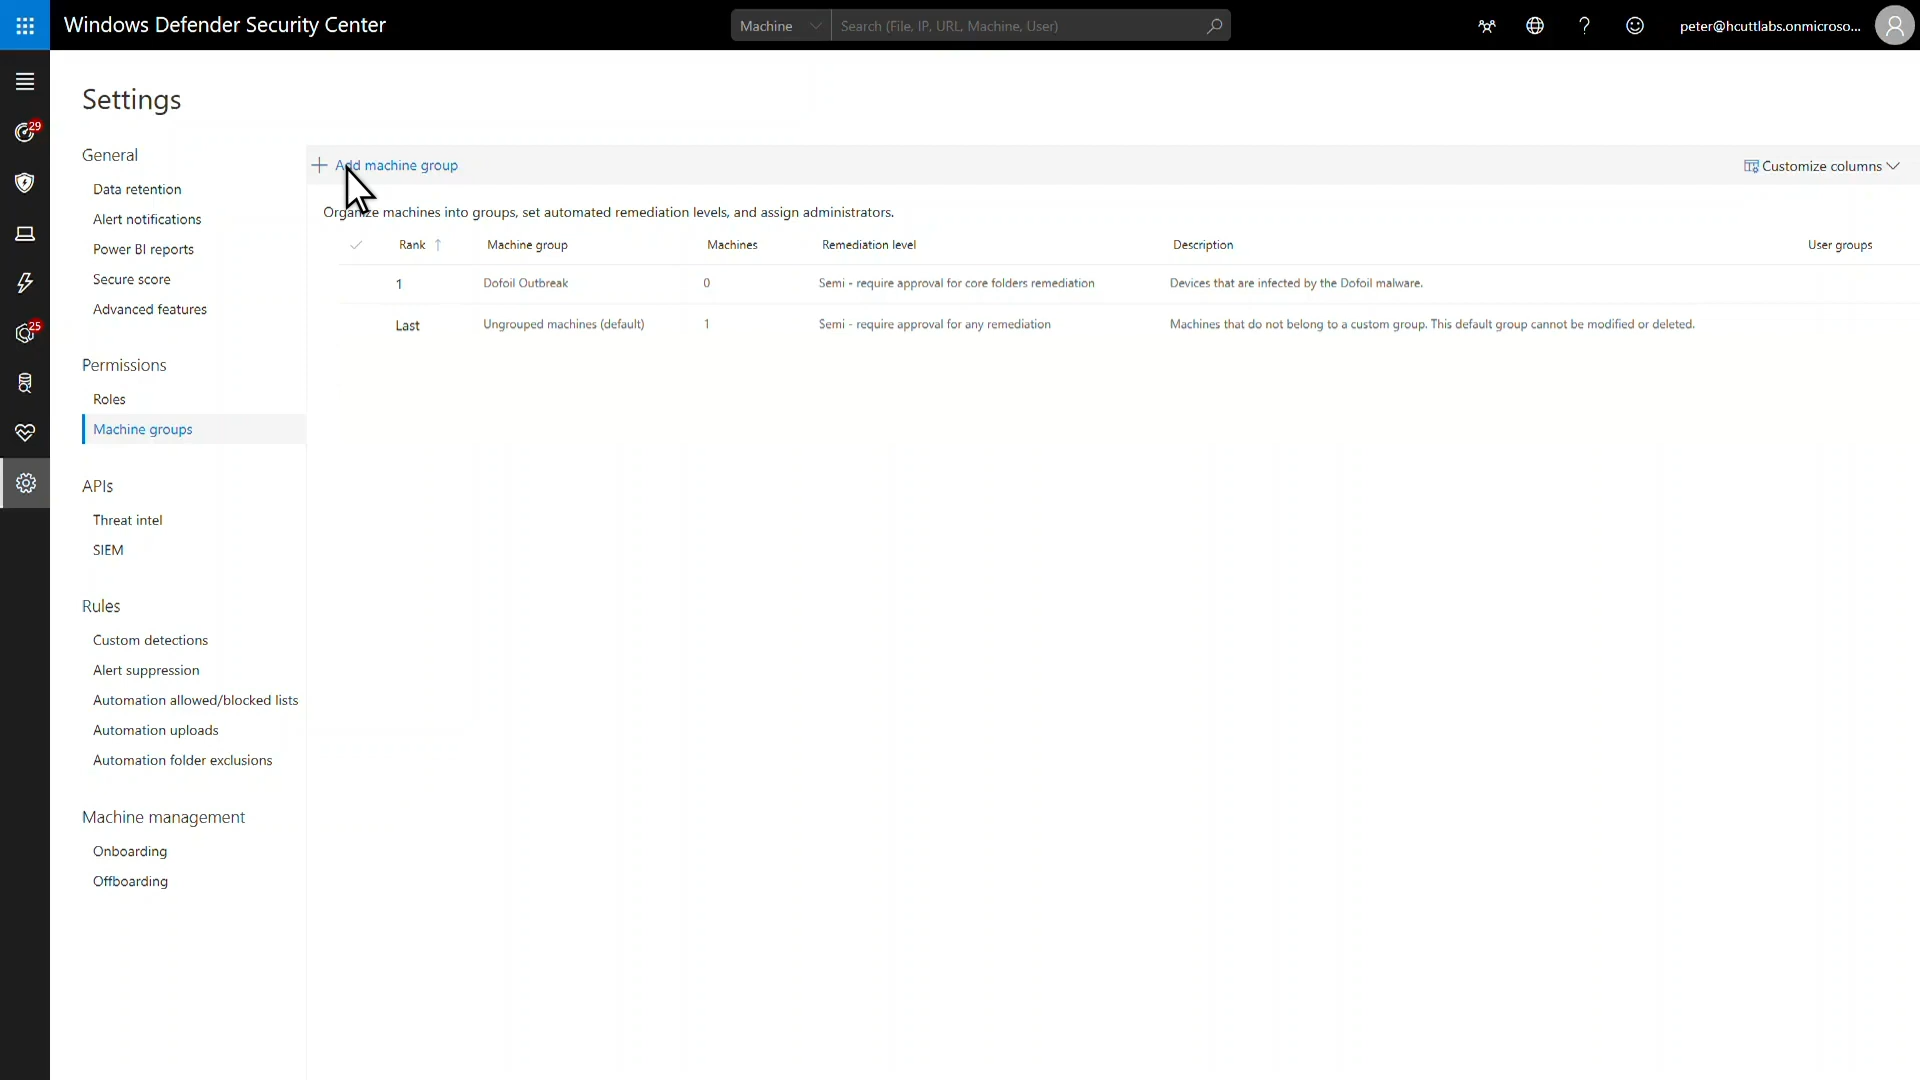 Windows Defender Security Center
Machine
Search (File, IP, URL, Machine, User)
peter@hcuttlabs.onmicroso...
29
25
Settings
General
Data retention
Alert notifications
Power BI reports
Secure score
Advanced features
Permissions
Roles
Machine groups
APIs
Threat intel
SIEM
Rules
Custom detections
Alert suppression
Automation allowed/blocked lists
Automation uploads
Automation folder exclusions
Machine management
Onboarding
Offboarding
Add machine group
Customize columns
Organize machines into groups, set automated remediation levels, and assign administrators.
Rank Machine group Machines Remediation level Description User groups
1 Dofoil Outbreak 0 Semi - require approval for core folders remediation Devices that are infected by the Dofoil malware.
Last Ungrouped machines (default) 1 Semi - require approval for any remediation Machines that do not belong to a custom group. This default group cannot be modified or deleted.